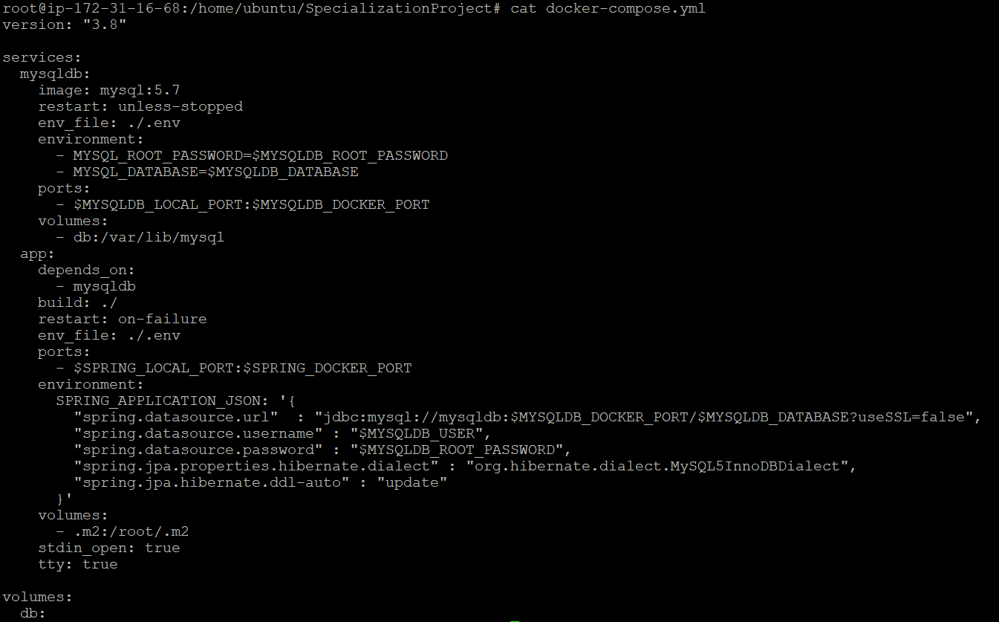 root@ip-172-31-16-68:/home/ubuntu/SpecializationProject# cat docker-compose.yml
version: "3.8"

services:
  mysqldb:
    image: mysql:5.7
    restart: unless-stopped
    env_file: ./.env
    environment:
      - MYSQL_ROOT_PASSWORD=$MYSQLDB_ROOT_PASSWORD
      - MYSQL_DATABASE=$MYSQLDB_DATABASE
    ports:
      - $MYSQLDB_LOCAL_PORT:$MYSQLDB_DOCKER_PORT
    volumes:
      - db:/var/lib/mysql
  app:
    depends_on:
      - mysqldb
    build: ./
    restart: on-failure
    env_file: ./.env
    ports:
      - $SPRING_LOCAL_PORT:$SPRING_DOCKER_PORT
    environment:
      SPRING_APPLICATION_JSON: '{
        "spring.datasource.url"  : "jdbc:mysql://mysqldb:$MYSQLDB_DOCKER_PORT/$MYSQLDB_DATABASE?useSSL=false",
        "spring.datasource.username" : "$MYSQLDB_USER",
        "spring.datasource.password" : "$MYSQLDB_ROOT_PASSWORD",
        "spring.jpa.properties.hibernate.dialect" : "org.hibernate.dialect.MySQL5InnoDBDialect",
        "spring.jpa.hibernate.ddl-auto" : "update"
      }'
    volumes:
      - .m2:/root/.m2
    stdin_open: true
    tty: true

volumes:
  db: